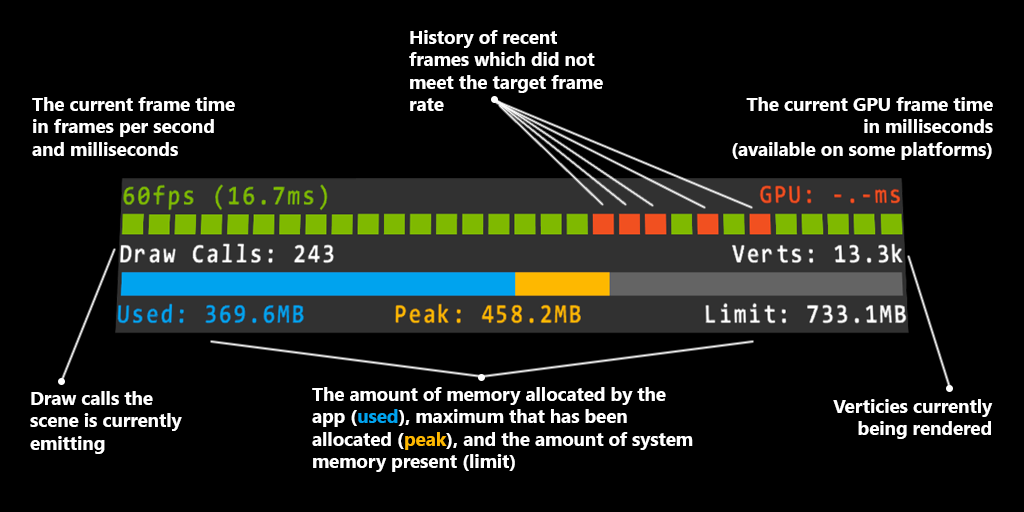 History of recent
frames which did not
meet the target frame
rate
The current frame time
in frames per second
and milliseconds
The current GPU frame time
in milliseconds
(available on some platforms)
60fps (16.7ms)
GPU: -.-ms
Draw Calls: 243
Verts: 13.3k
Used: 369.6MB
Peak: 458.2MB
Limit: 733.1MB
Draw calls the
scene is currently
emitting
The amount of memory allocated by the
app (used), maximum that has been
allocated (peak), and the amount of system
memory present (limit)
Verticies currently
being rendered